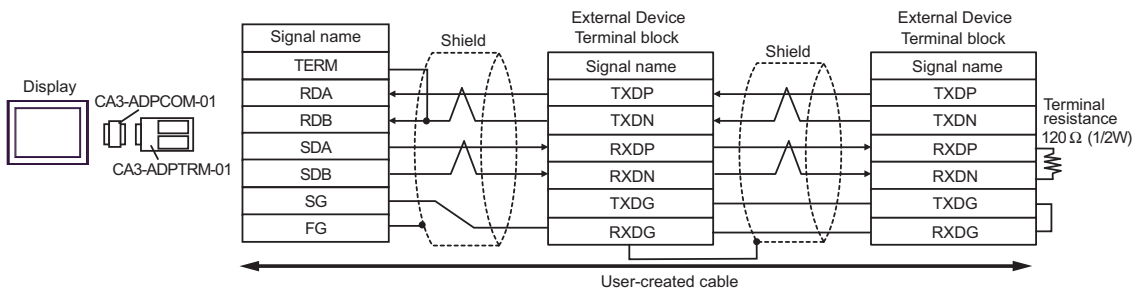 Display
CA3-ADPCOM-01
CA3-ADPTRM-01
Signal name
TERM
RDA
RDB
SDA
SDB
SG
FG
Shield
External Device
Terminal block
Signal name
TXDP
TXDN
RXDP
RXDN
TXDG
RXDG
Shield
External Device
Terminal block
Signal name
TXDP
TXDN
RXDP
RXDN
TXDG
RXDG
Terminal
resistance
120 Ω (1/2W)
User-created cable